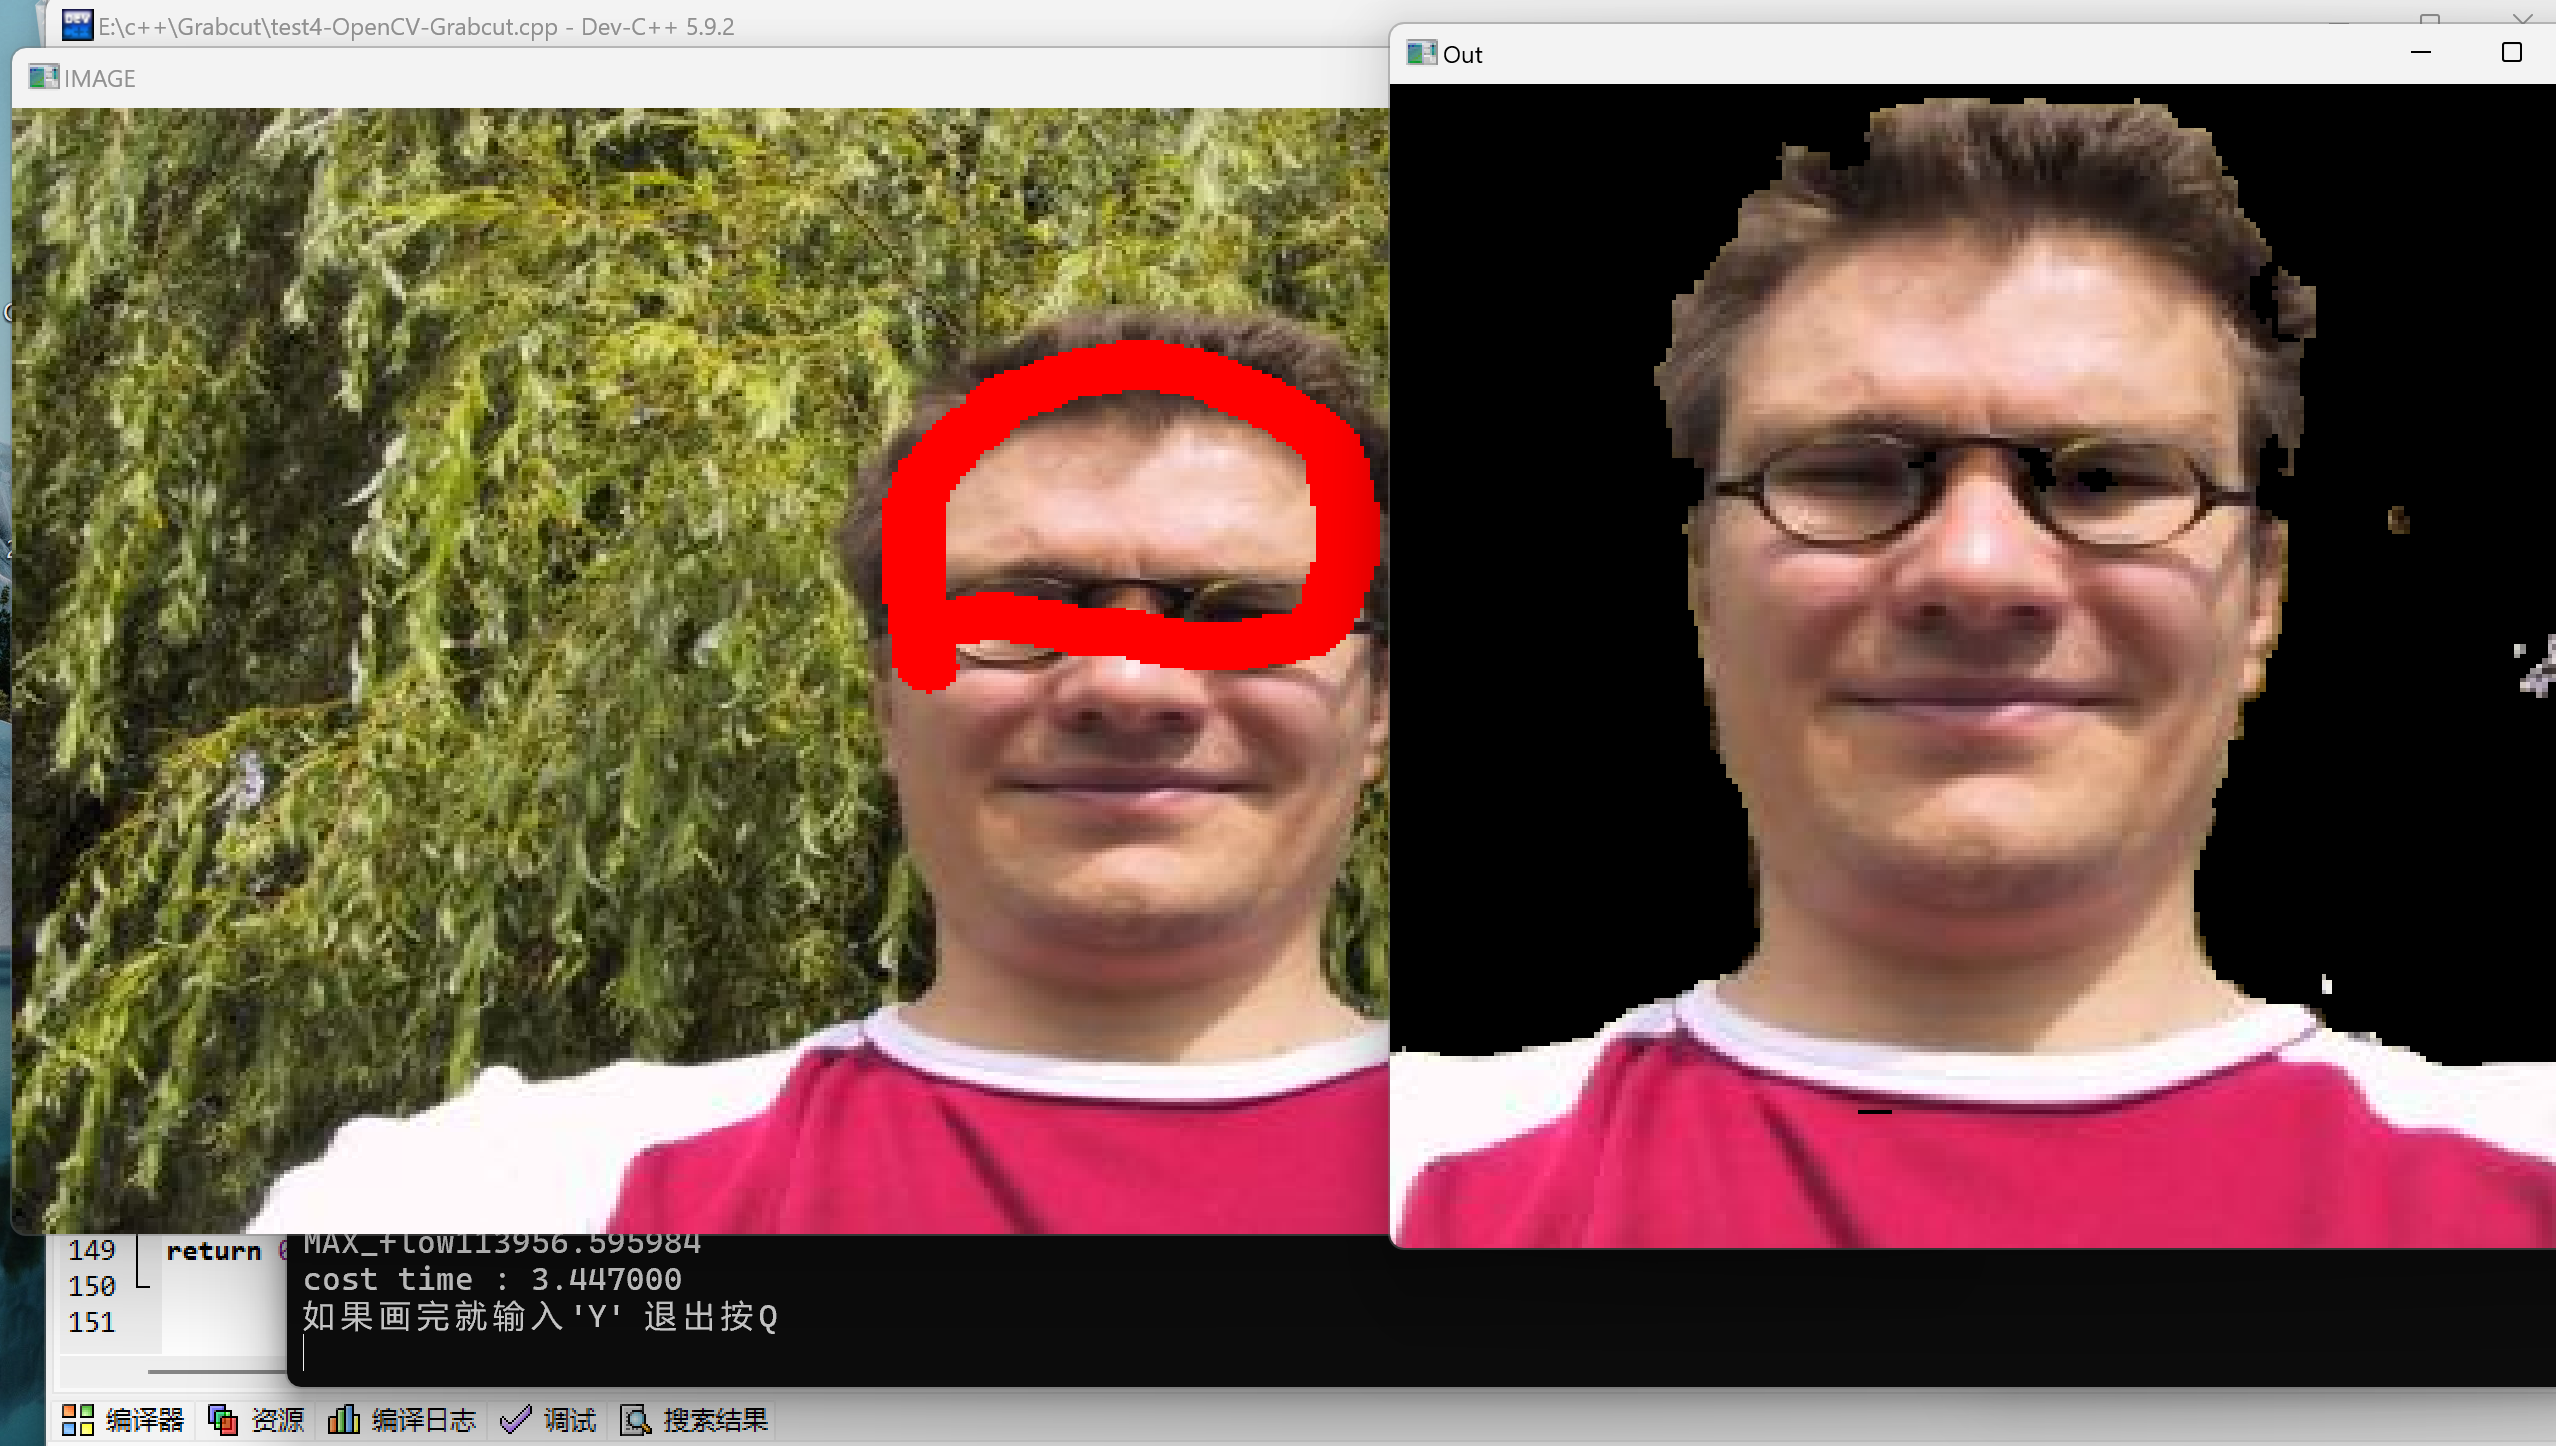 E:\c++\Grabcut\test4-OpenCV-Grabcut.cpp - Dev-C++ 5.9.2
IMAGE
Out
149 return
150
151
MAX_flow113956.595984
cost time : 3.447000
如果画完就输入'Y' 退出按Q
编译器 资源 编译日志 调试 搜索结果